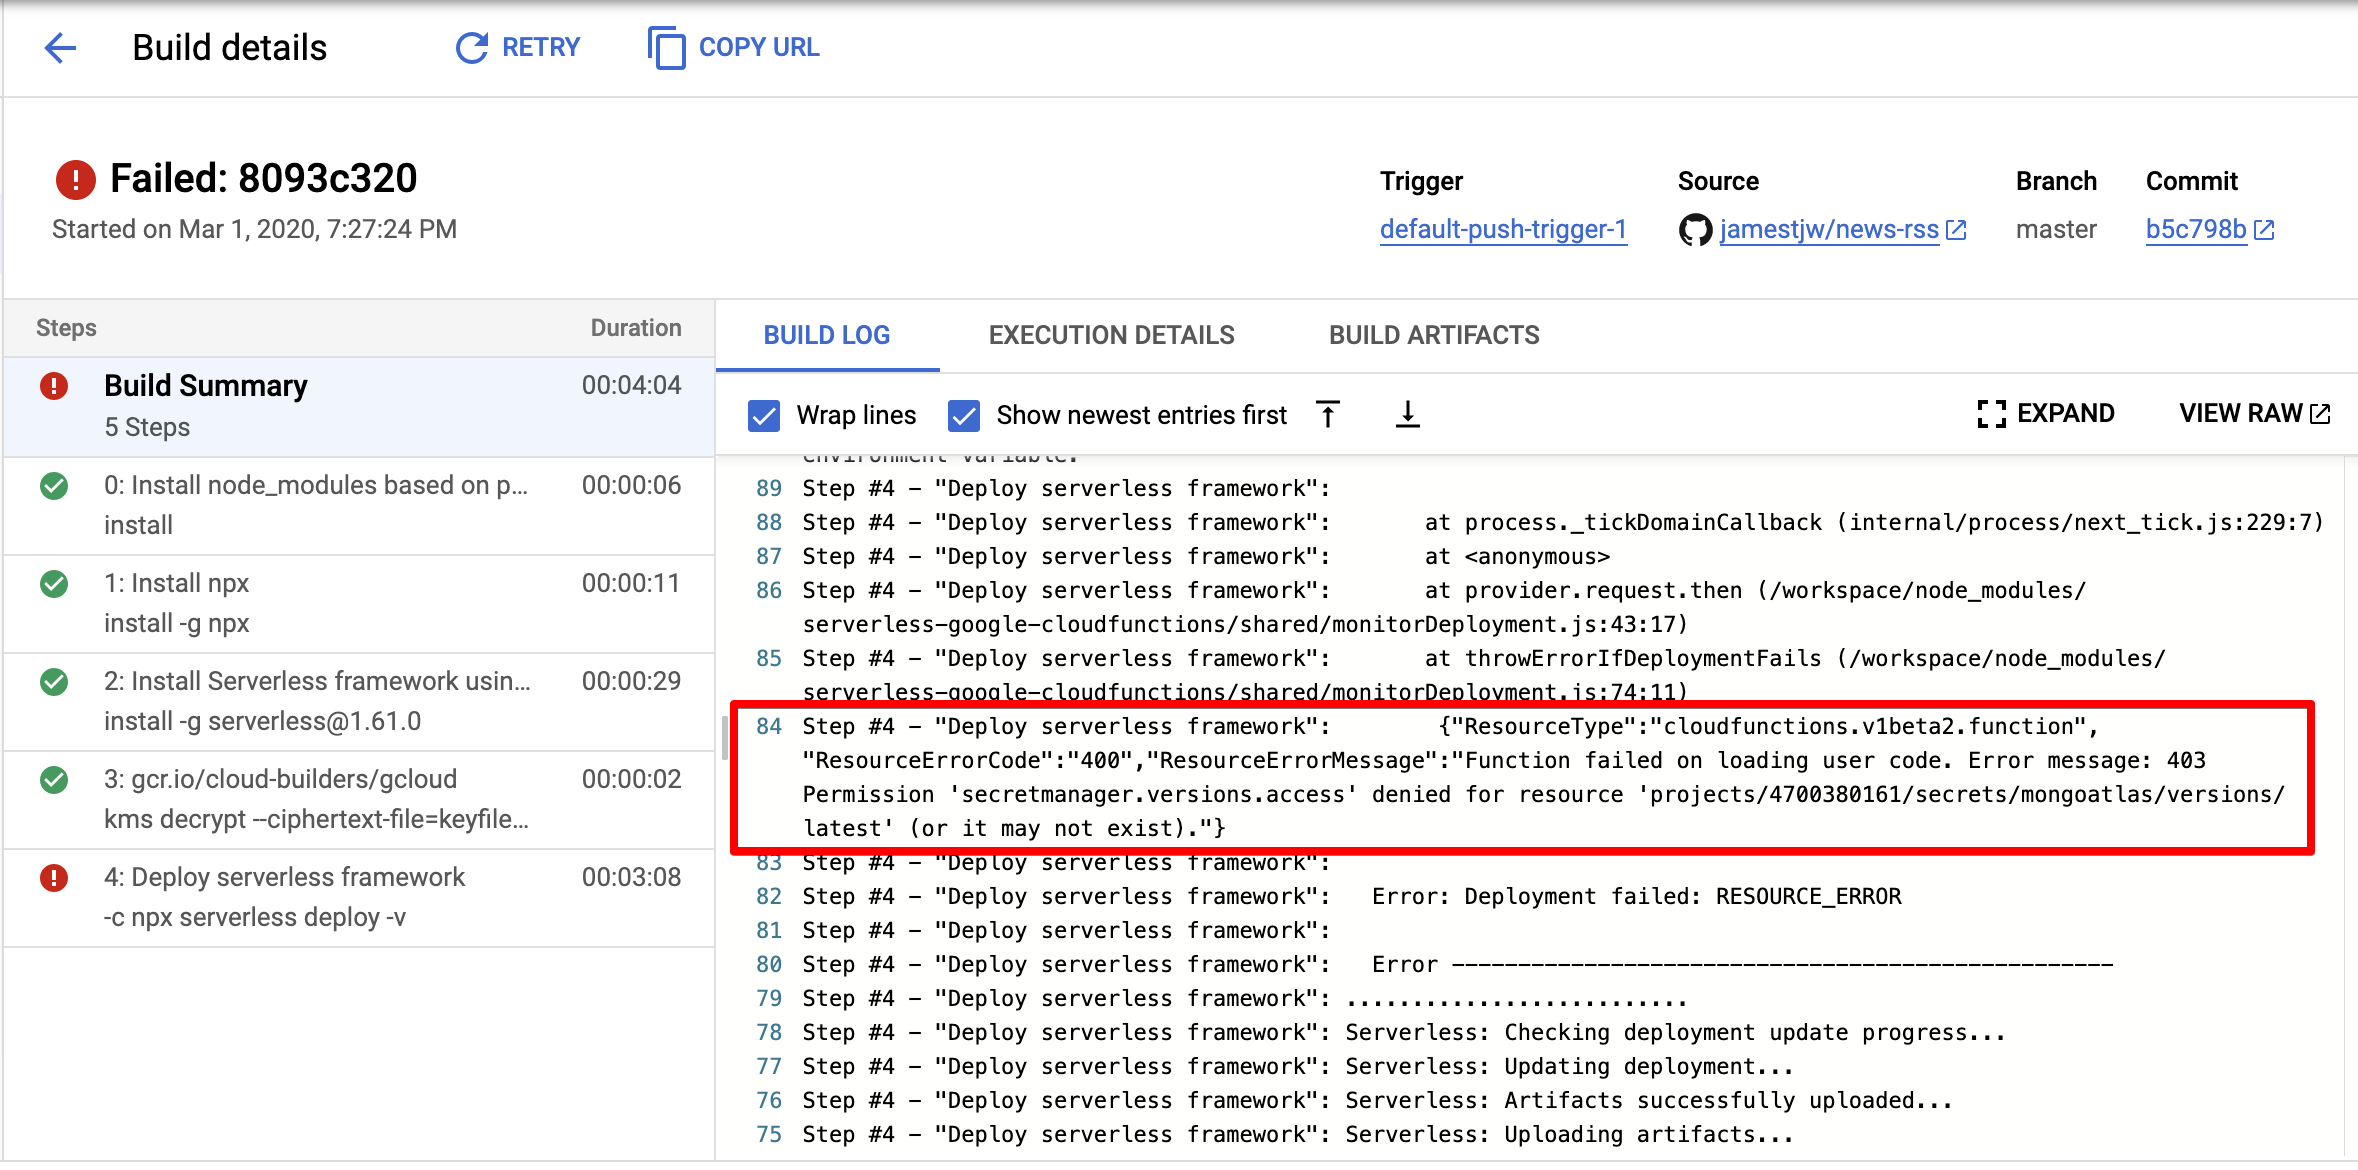 Build details
RETRY
COPY URL
Failed: 8093c320
Started on Mar 1, 2020, 7:27:24 PM
Trigger
default-push-trigger-1
Source
jamestjw/news-rss
Branch
master
Commit
b5c798b
Steps Duration
Build Summary 00:04:04
5 Steps
0: Install node_modules based on p... 00:00:06
install
1: Install npx 00:00:11
install -g npx
2: Install Serverless framework usin... 00:00:29
install -g serverless@1.61.0
3: gcr.io/cloud-builders/gcloud 00:00:02
kms decrypt --ciphertext-file=keyfile...
4: Deploy serverless framework 00:03:08
-c npx serverless deploy -v
BUILD LOG EXECUTION DETAILS BUILD ARTIFACTS
Wrap lines Show newest entries first EXPAND VIEW RAW
environment variable.
89 Step #4 - "Deploy serverless framework":
88 Step #4 - "Deploy serverless framework": at process._tickDomainCallback (internal/process/next_tick.js:229:7)
87 Step #4 - "Deploy serverless framework": at <anonymous>
86 Step #4 - "Deploy serverless framework": at provider.request.then (/workspace/node_modules/
serverless-google-cloudfunctions/shared/monitorDeployment.js:43:17)
85 Step #4 - "Deploy serverless framework": at throwErrorIfDeploymentFails (/workspace/node_modules/
serverless-google-cloudfunctions/shared/monitorDeployment.js:74:11)
84 Step #4 - "Deploy serverless framework": {"ResourceType":"cloudfunctions.v1beta2.function",
"ResourceErrorCode":"400","ResourceErrorMessage":"Function failed on loading user code. Error message: 403
Permission 'secretmanager.versions.access' denied for resource 'projects/4700380161/secrets/mongoatlas/versions/
latest' (or it may not exist)."}
83 Step #4 - "Deploy serverless framework":
82 Step #4 - "Deploy serverless framework": Error: Deployment failed: RESOURCE_ERROR
81 Step #4 - "Deploy serverless framework":
80 Step #4 - "Deploy serverless framework": Error --------------------------------------------------
79 Step #4 - "Deploy serverless framework": ..........................
78 Step #4 - "Deploy serverless framework": Serverless: Checking deployment update progress...
77 Step #4 - "Deploy serverless framework": Serverless: Updating deployment...
76 Step #4 - "Deploy serverless framework": Serverless: Artifacts successfully uploaded...
75 Step #4 - "Deploy serverless framework": Serverless: Uploading artifacts...